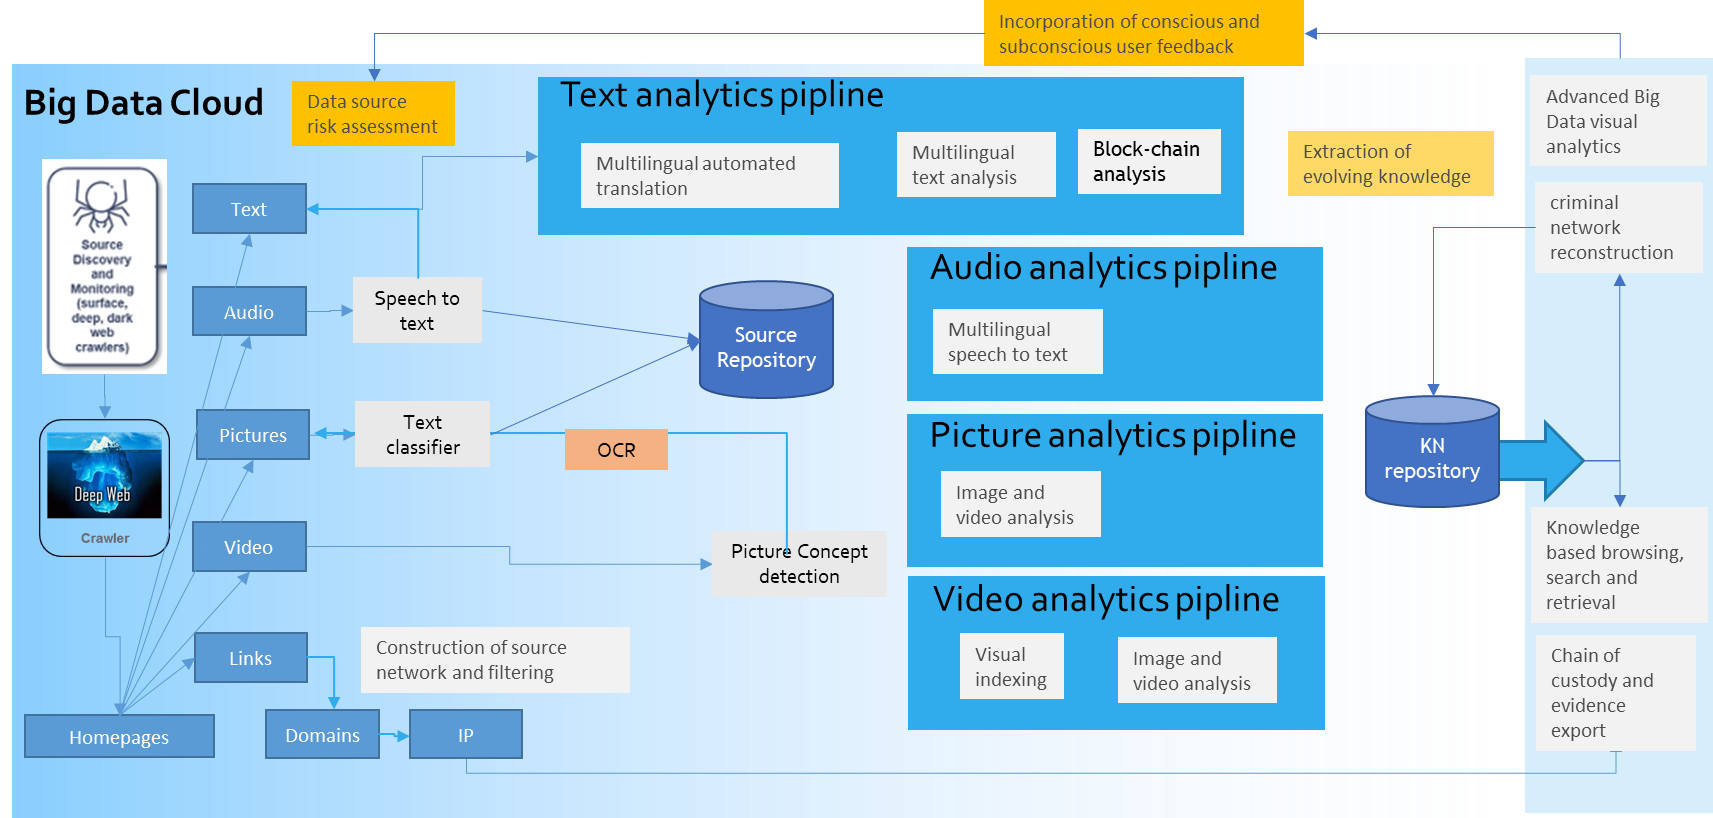 Incorporation of conscious and
subconscious user feedback
Big Data Cloud
Data source
risk assessment
Text analytics pipline
Multilingual automated
translation
Multilingual
text analysis
Block-chain
analysis
Extraction of
evolving knowledge
Advanced Big
Data visual
analytics
criminal
network
reconstruction
Source
Discovery
and
Monitoring
(surface,
deep, dark
web
crawlers)
Text
Audio
Speech to
text
Source
Repository
Audio analytics pipline
Multilingual
speech to text
Pictures
Text
classifier
OCR
Picture analytics pipline
Image and
video analysis
KN
repository
Deep Web
Crawler
Video
Picture Concept
detection
Knowledge
based browsing,
search and
retrieval
Video analytics pipline
Visual
indexing
Image and
video analysis
Links
Construction of source
network and filtering
Chain of
custody and
evidence
export
Homepages
Domains
IP